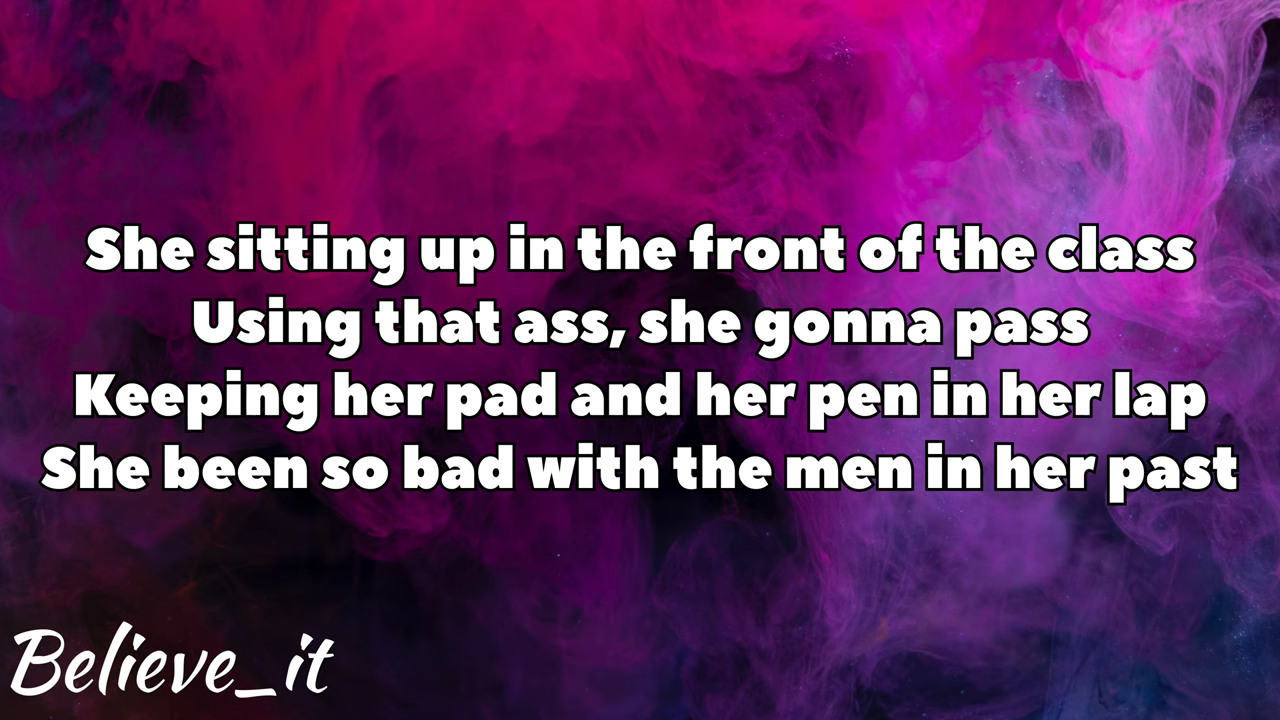 She sitting up in the front of the class
Using that ass, she gonna pass
Keeping her pad and her pen in her lap
She been so bad with the men in her past
Believe_it